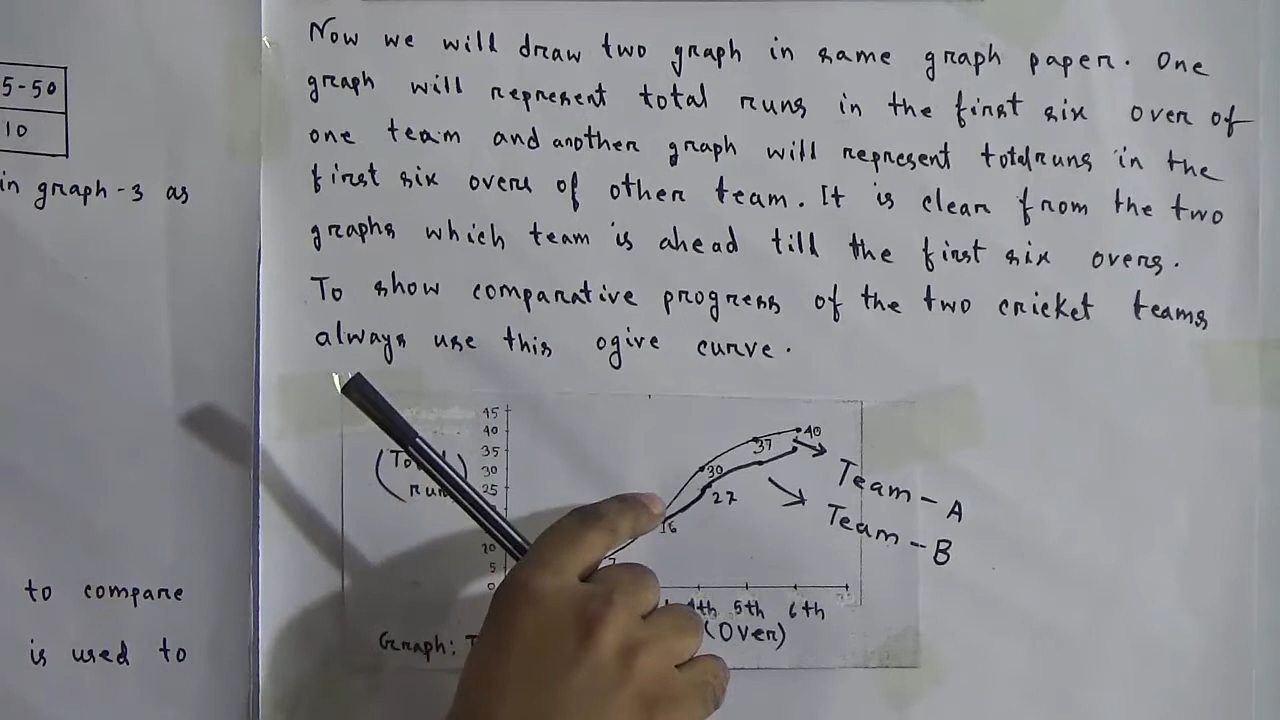 5-50
10
in graph-3 as
to compare
is used to
Now we will draw two graph in same graph paper. One
graph will represent total runs in the first six over of
one team and another graph will represent total runs in the
first six overs of other team. It is clear from the two
graphs which team is ahead till the first six overs.
To show comparative progress of the two cricket teams
always use this ogive curve.
45
40
35
30
25
20
5
0
40
37
30
27
16
7
Team-A
Team-B
4th 5th 6th
(Over)
Graph: